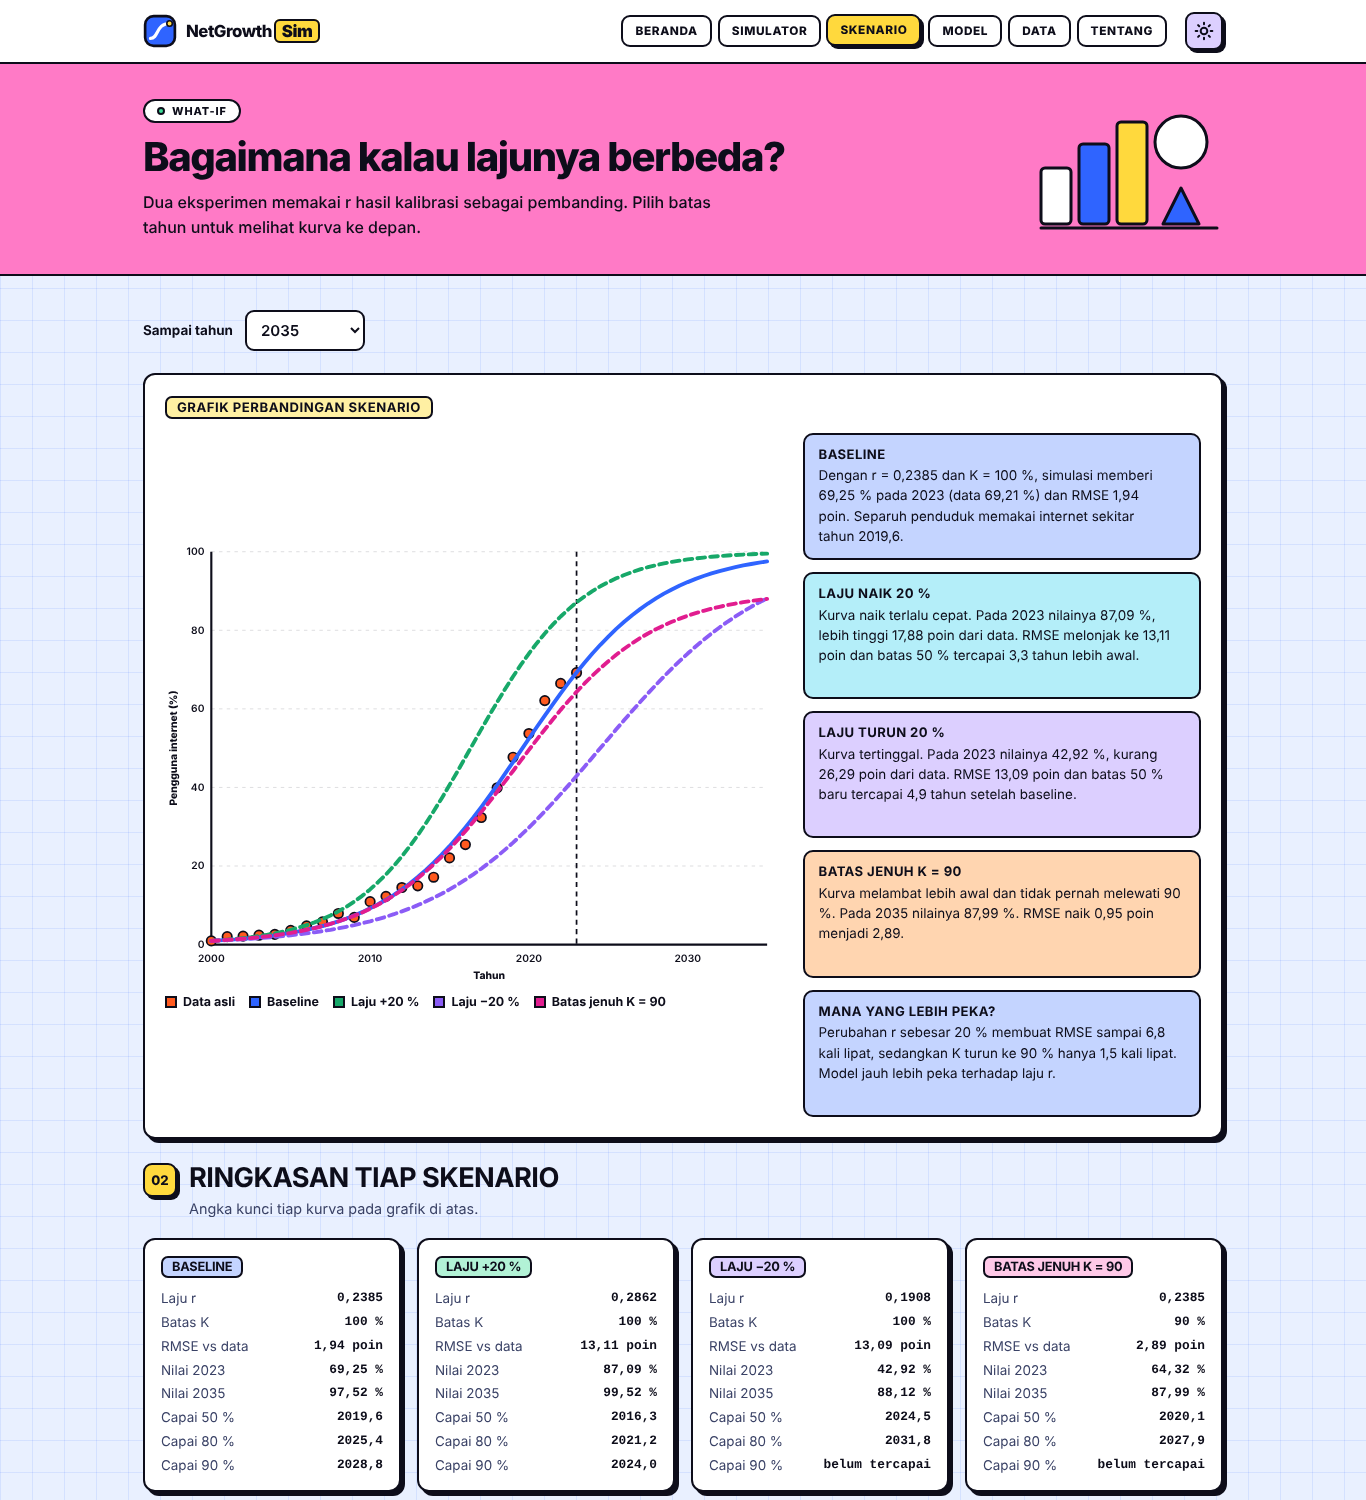 NetGrowth Sim
BERANDA
SIMULATOR
SKENARIO
MODEL
DATA
TENTANG
WHAT-IF
Bagaimana kalau lajunya berbeda?
Dua eksperimen memakai r hasil kalibrasi sebagai pembanding. Pilih batas
tahun untuk melihat kurva ke depan.
Sampai tahun
2035
GRAFIK PERBANDINGAN SKENARIO
100
80
60
40
20
0
Pengguna internet (%)
2000
2010
2020
2030
Tahun
Data asli
Baseline
Laju +20 %
Laju −20 %
Batas jenuh K = 90
BASELINE
Dengan r = 0,2385 dan K = 100 %, simulasi memberi
69,25 % pada 2023 (data 69,21 %) dan RMSE 1,94
poin. Separuh penduduk memakai internet sekitar
tahun 2019,6.
LAJU NAIK 20 %
Kurva naik terlalu cepat. Pada 2023 nilainya 87,09 %,
lebih tinggi 17,88 poin dari data. RMSE melonjak ke 13,11
poin dan batas 50 % tercapai 3,3 tahun lebih awal.
LAJU TURUN 20 %
Kurva tertinggal. Pada 2023 nilainya 42,92 %, kurang
26,29 poin dari data. RMSE 13,09 poin dan batas 50 %
baru tercapai 4,9 tahun setelah baseline.
BATAS JENUH K = 90
Kurva melambat lebih awal dan tidak pernah melewati 90
%. Pada 2035 nilainya 87,99 %. RMSE naik 0,95 poin
menjadi 2,89.
MANA YANG LEBIH PEKA?
Perubahan r sebesar 20 % membuat RMSE sampai 6,8
kali lipat, sedangkan K turun ke 90 % hanya 1,5 kali lipat.
Model jauh lebih peka terhadap laju r.
02
RINGKASAN TIAP SKENARIO
Angka kunci tiap kurva pada grafik di atas.
BASELINE
Laju r 0,2385
Batas K 100 %
RMSE vs data 1,94 poin
Nilai 2023 69,25 %
Nilai 2035 97,52 %
Capai 50 % 2019,6
Capai 80 % 2025,4
Capai 90 % 2028,8
LAJU +20 %
Laju r 0,2862
Batas K 100 %
RMSE vs data 13,11 poin
Nilai 2023 87,09 %
Nilai 2035 99,52 %
Capai 50 % 2016,3
Capai 80 % 2021,2
Capai 90 % 2024,0
LAJU −20 %
Laju r 0,1908
Batas K 100 %
RMSE vs data 13,09 poin
Nilai 2023 42,92 %
Nilai 2035 88,12 %
Capai 50 % 2024,5
Capai 80 % 2031,8
Capai 90 % belum tercapai
BATAS JENUH K = 90
Laju r 0,2385
Batas K 90 %
RMSE vs data 2,89 poin
Nilai 2023 64,32 %
Nilai 2035 87,99 %
Capai 50 % 2020,1
Capai 80 % 2027,9
Capai 90 % belum tercapai